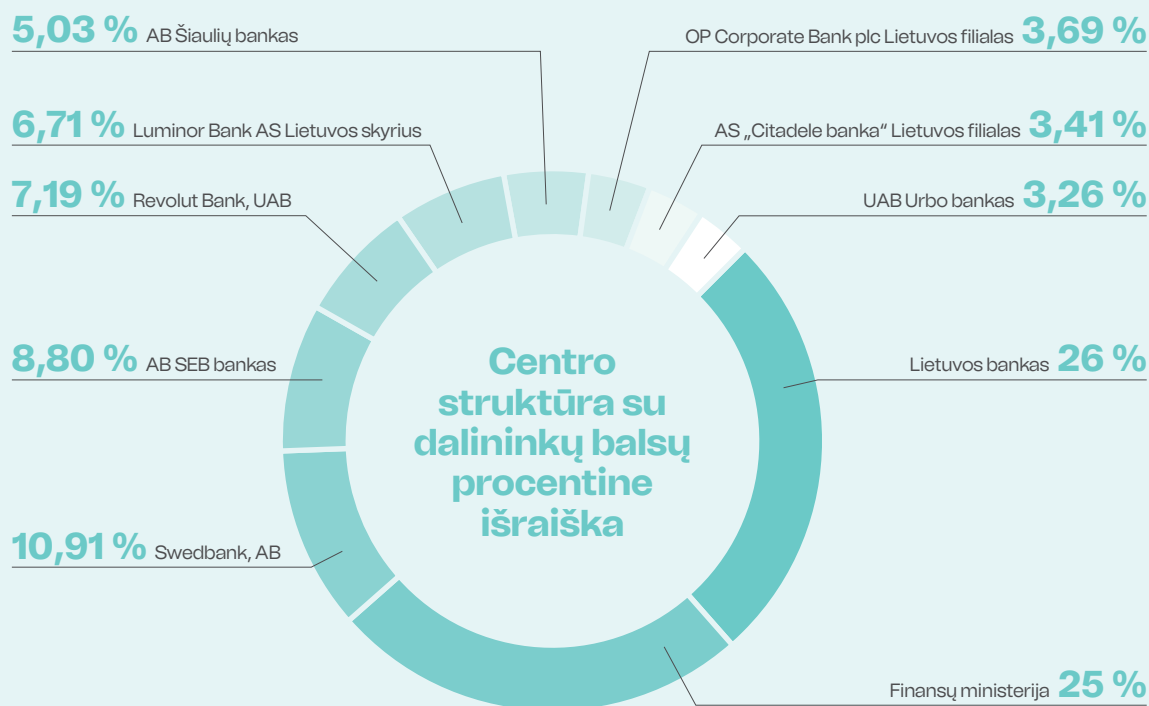 5,03 % AB Šiaulių bankas
OP Corporate Bank plc Lietuvos filialas 3,69 %
6,71 % Luminor Bank AS Lietuvos skyrius
AS „Citadele banka“ Lietuvos filialas 3,41 %
7,19 % Revolut Bank, UAB
UAB Urbo bankas 3,26 %
8,80 % AB SEB bankas
Centro
struktūra su
dalininkų balsų
procentine
išraiška
Lietuvos bankas 26 %
10,91 % Swedbank, AB
Finansų ministerija 25 %